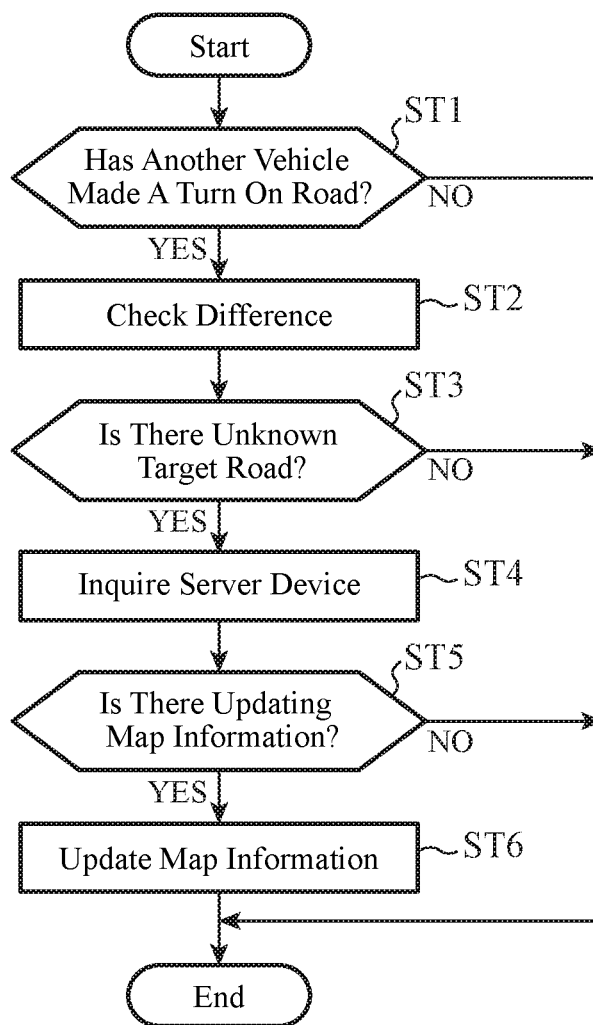 Start
ST1
Has Another Vehicle
Made A Turn On Road?
NO
YES
Check Difference
ST2
ST3
Is There Unknown
Target Road?
NO
YES
Inquire Server Device
ST4
ST5
Is There Updating
Map Information?
NO
YES
Update Map Information
ST6
End